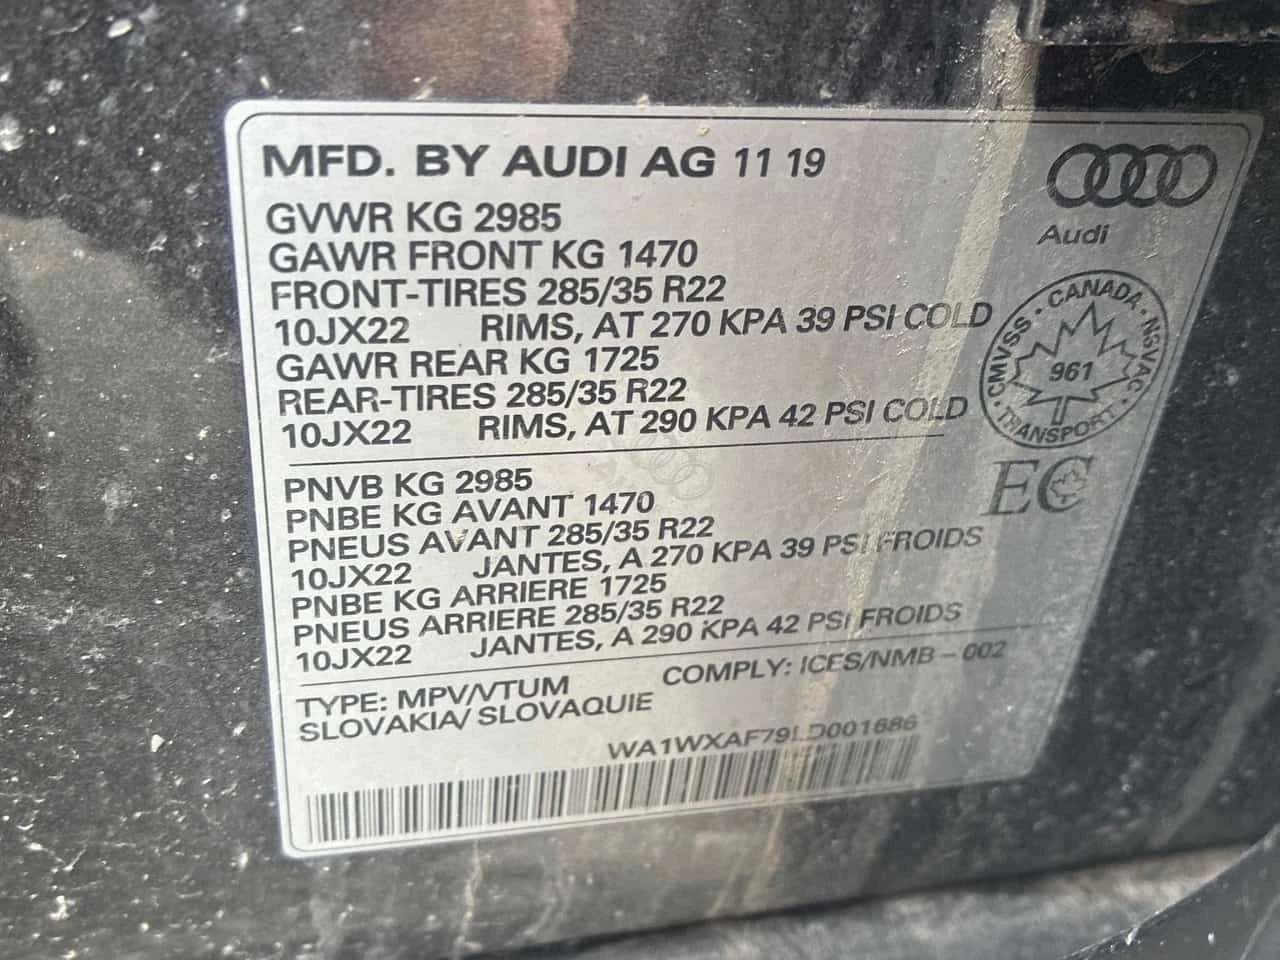 MFD. BY AUDI AG 11 19
Audi
GVWR KG 2985
GAWR FRONT KG 1470
FRONT-TIRES 285/35 R22
10JX22 RIMS, AT 270 KPA 39 PSI COLD
GAWR REAR KG 1725
REAR-TIRES 285/35 R22
10JX22 RIMS, AT 290 KPA 42 PSI COLD
CANADA · NSVAC · TRANSPORT · CMVSS ·
961
EC
PNVB KG 2985
PNBE KG AVANT 1470
PNEUS AVANT 285/35 R22
10JX22 JANTES, A 270 KPA 39 PSI FROIDS
PNBE KG ARRIERE 1725
PNEUS ARRIERE 285/35 R22
10JX22 JANTES, A 290 KPA 42 PSI FROIDS
TYPE: MPV/VTUM COMPLY: ICES/NMB - 002
SLOVAKIA/ SLOVAQUIE
WA1WXAF79LD001686